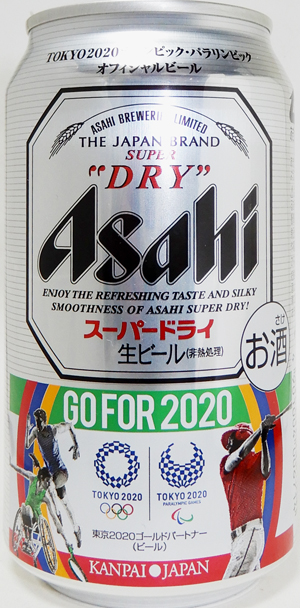 TOKYO2020 ンピック・パラリンピック
オフィシャルビール
ASAHI BREWERIES LIMITED
THE JAPAN BRAND
SUPER
"DRY"
Asahi
ENJOY THE REFRESHING TASTE AND SILKY
SMOOTHNESS OF ASAHI SUPER DRY!
スーパードライ
生ビール(非熱処理)
さけ
お酒
GO FOR 2020
TOKYO 2020
TOKYO 2020
PARALYMPIC GAMES
東京2020ゴールドパートナー
(ビール)
KANPAI JAPAN